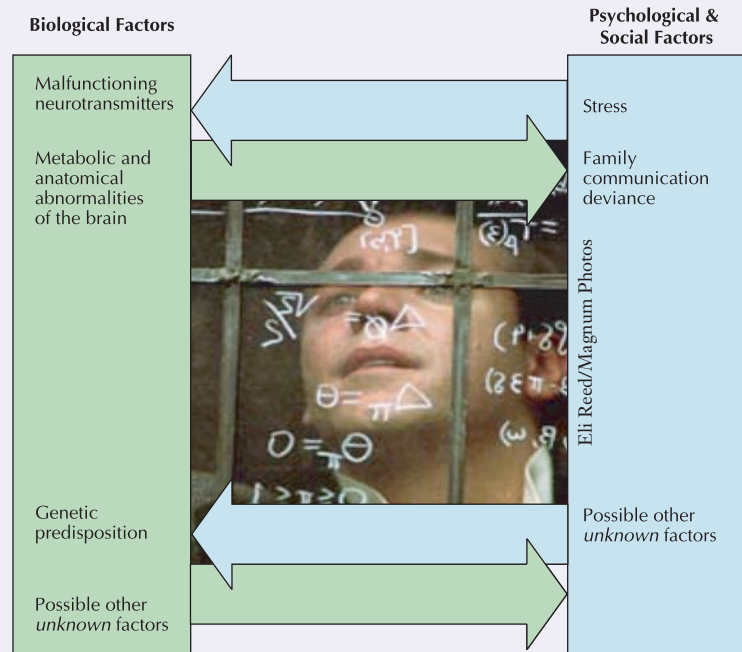 Biological Factors
Psychological &
Social Factors
Malfunctioning
neurotransmitters
Metabolic and
anatomical
abnormalities
of the brain
Genetic
predisposition
Possible other
unknown factors
Stress
Family
communication
deviance
Possible other
unknown factors
Eli Reed/Magnum Photos